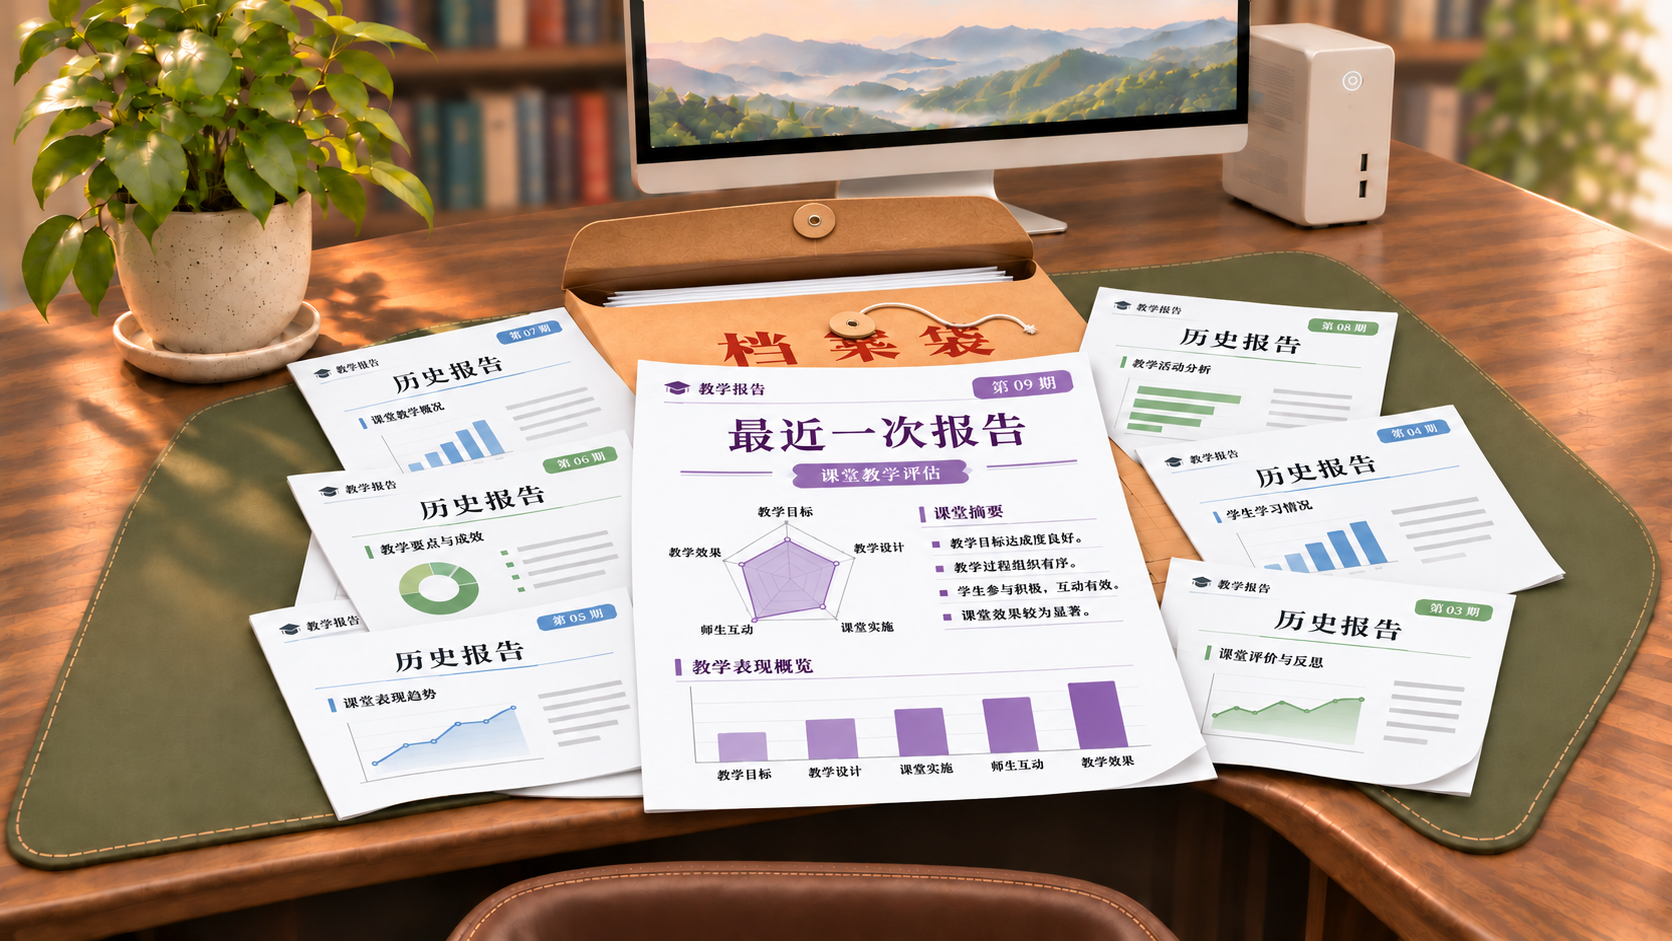 档案袋
教学报告
第 07 期
历史报告
课堂教学概况
教学报告
第 06 期
历史报告
教学要点与成效
教学报告
第 05 期
历史报告
课堂表现趋势
教学报告
第 09 期
最近一次报告
课堂教学评估
教学目标
教学效果
教学设计
师生互动
课堂实施
课堂摘要
教学目标达成度良好。
教学过程组织有序。
学生参与积极，互动有效。
课堂效果较为显著。
教学表现概览
教学目标
教学设计
课堂实施
师生互动
教学效果
教学报告
第 08 期
历史报告
教学活动分析
教学报告
第 04 期
历史报告
学生学习情况
教学报告
第 03 期
历史报告
课堂评价与反思